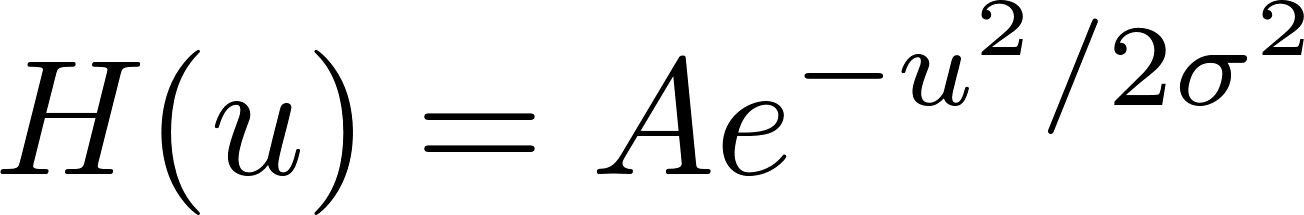 H(u) = Ae^{-u^2/2σ^2}